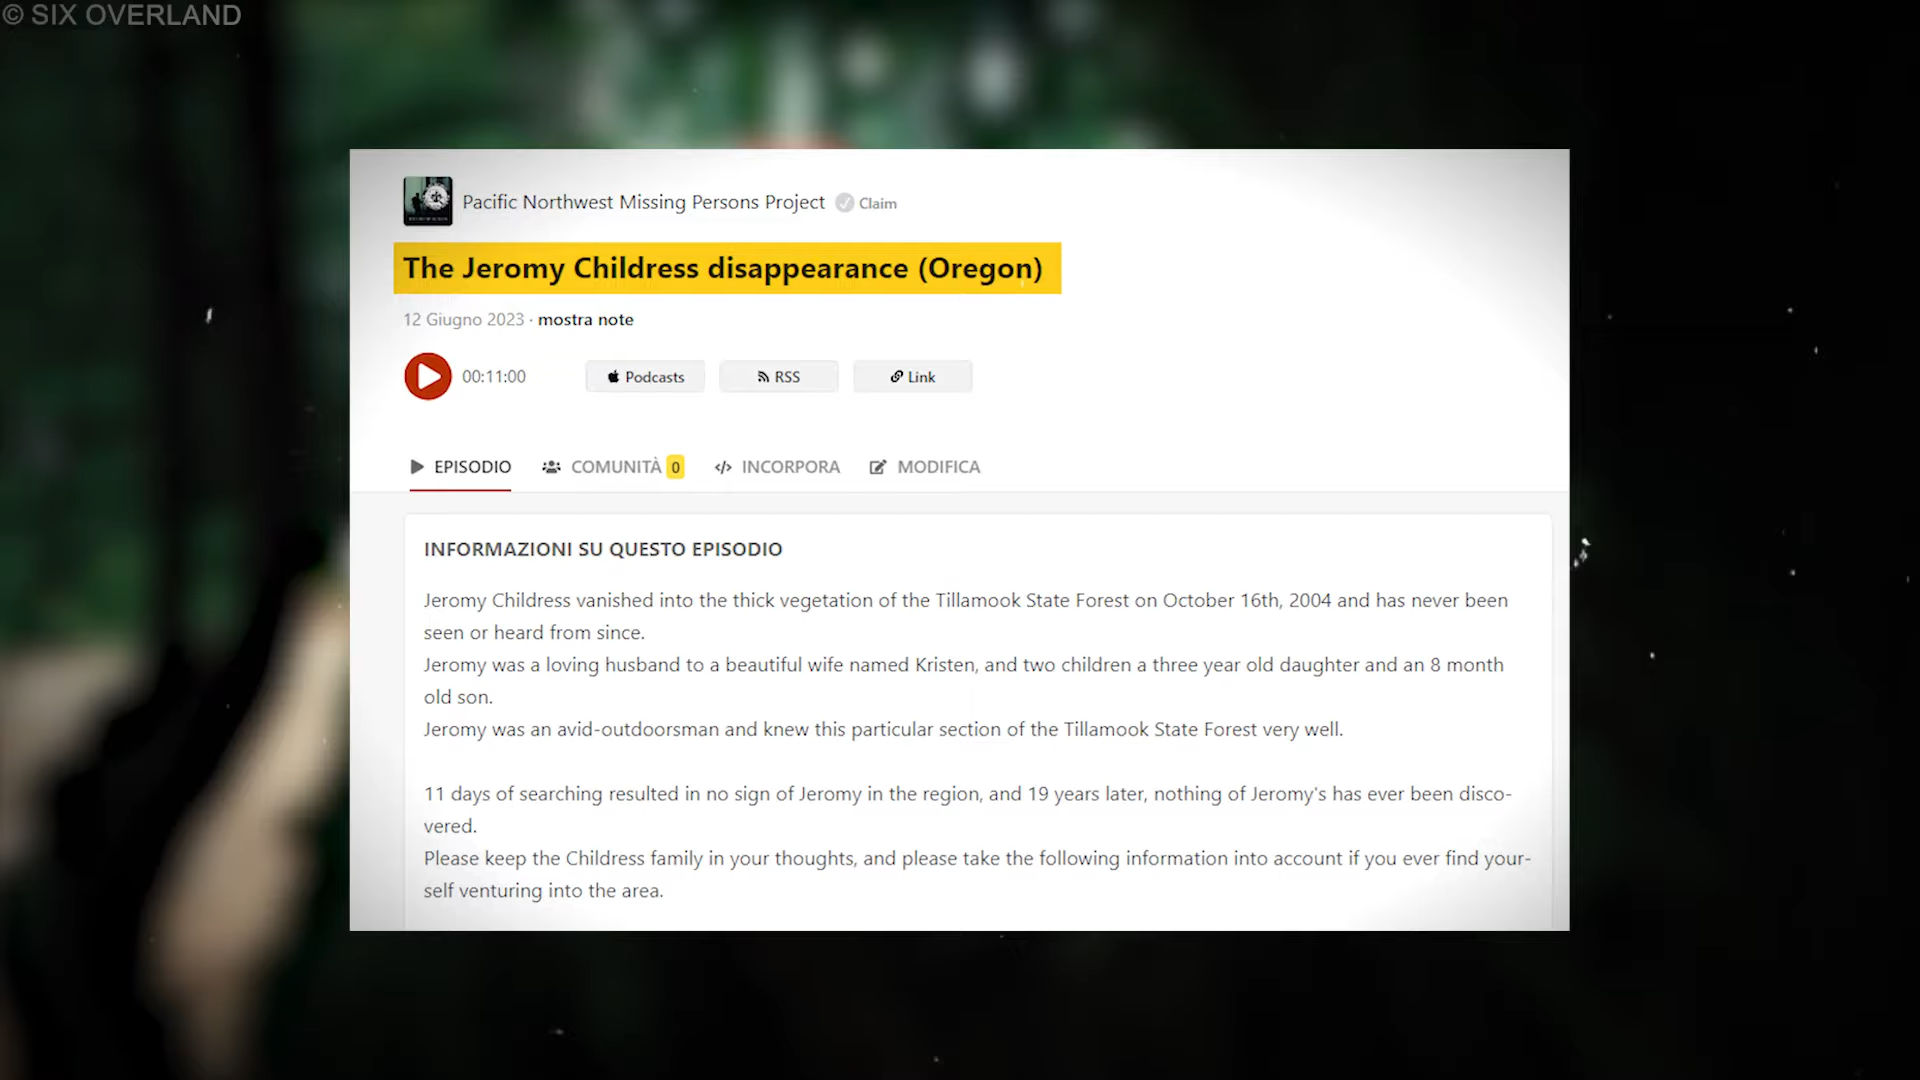 © SIX OVERLAND
Pacific Northwest Missing Persons Project Claim
The Jeromy Childress disappearance (Oregon)
12 Giugno 2023 · mostra note
00:11:00
Podcasts
RSS
Link
EPISODIO
COMUNITÀ 0
INCORPORA
MODIFICA
INFORMAZIONI SU QUESTO EPISODIO
Jeromy Childress vanished into the thick vegetation of the Tillamook State Forest on October 16th, 2004 and has never been
seen or heard from since.
Jeromy was a loving husband to a beautiful wife named Kristen, and two children a three year old daughter and an 8 month
old son.
Jeromy was an avid-outdoorsman and knew this particular section of the Tillamook State Forest very well.
11 days of searching resulted in no sign of Jeromy in the region, and 19 years later, nothing of Jeromy's has ever been disco-
vered.
Please keep the Childress family in your thoughts, and please take the following information into account if you ever find your-
self venturing into the area.